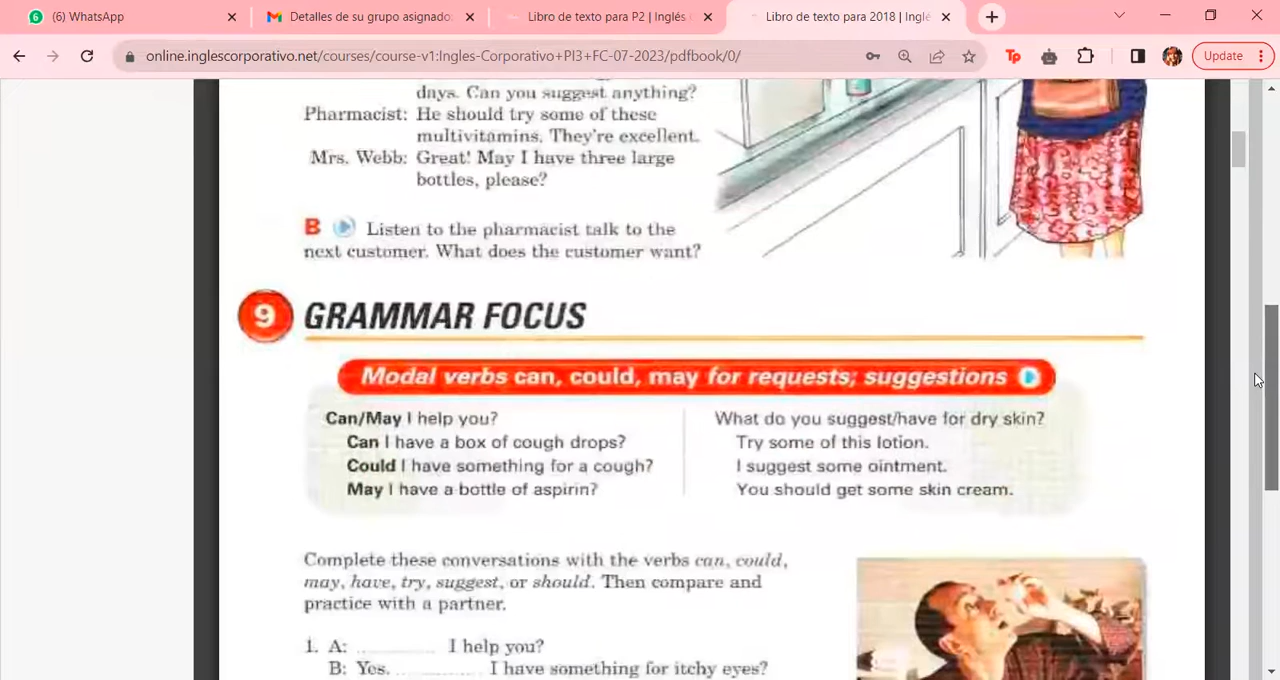 6 (6) WhatsApp
Detalles de su grupo asignado:
Libro de texto para P2 | Inglés
Libro de texto para 2018 | Inglé
online.inglescorporativo.net/courses/course-v1:Ingles-Corporativo+PI3+FC-07-2023/pdfbook/0/
Tp
Update
days. Can you suggest anything?
Pharmacist: He should try some of these
multivitamins. They're excellent.
Mrs. Webb: Great! May I have three large
bottles, please?
B Listen to the pharmacist talk to the
next customer. What does the customer want?
9 GRAMMAR FOCUS
Modal verbs can, could, may for requests; suggestions
Can/May I help you?
Can I have a box of cough drops?
Could I have something for a cough?
May I have a bottle of aspirin?
What do you suggest/have for dry skin?
Try some of this lotion.
I suggest some ointment.
You should get some skin cream.
Complete these conversations with the verbs can, could,
may, have, try, suggest, or should. Then compare and
practice with a partner.
1. A: ............ I help you?
B: Yes. ............ I have something for itchy eyes?